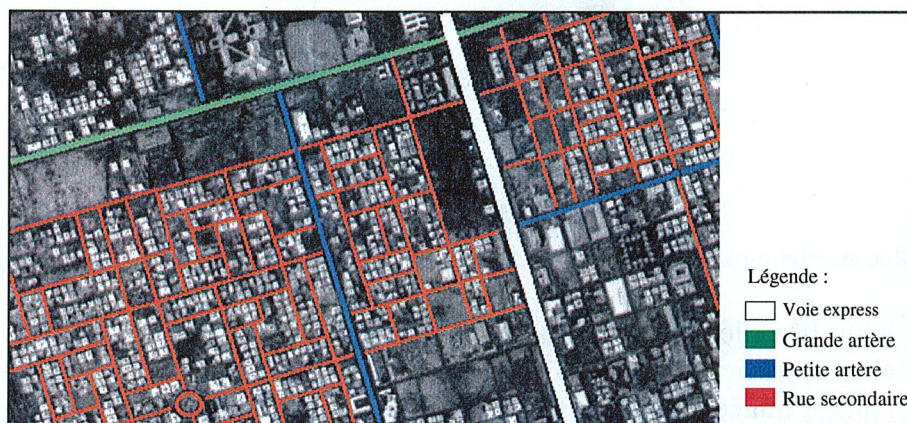 Légende :
Voie express
Grande artère
Petite artère
Rue secondaire